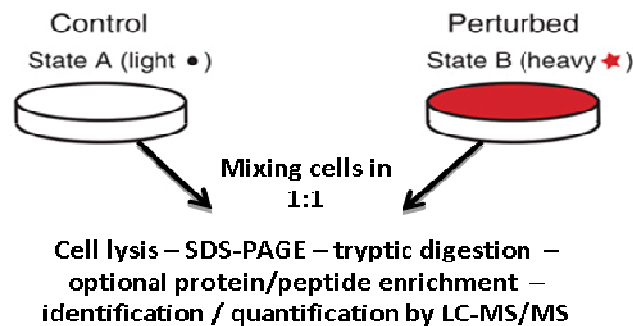 Control
Perturbed
State A (light ● )
State B (heavy ★)
Mixing cells in
1:1
Cell lysis – SDS-PAGE – tryptic digestion –
optional protein/peptide enrichment –
identification / quantification by LC-MS/MS